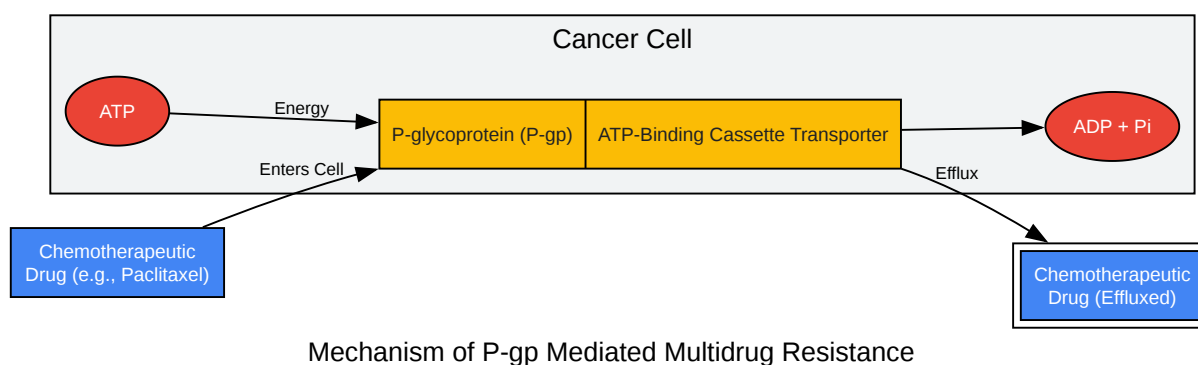 Cancer Cell
ATP
Energy
P-glycoprotein (P-gp)
ATP-Binding Cassette Transporter
ADP + Pi
Enters Cell
Efflux
Chemotherapeutic
Drug (e.g., Paclitaxel)
Chemotherapeutic
Drug (Effluxed)
Mechanism of P-gp Mediated Multidrug Resistance